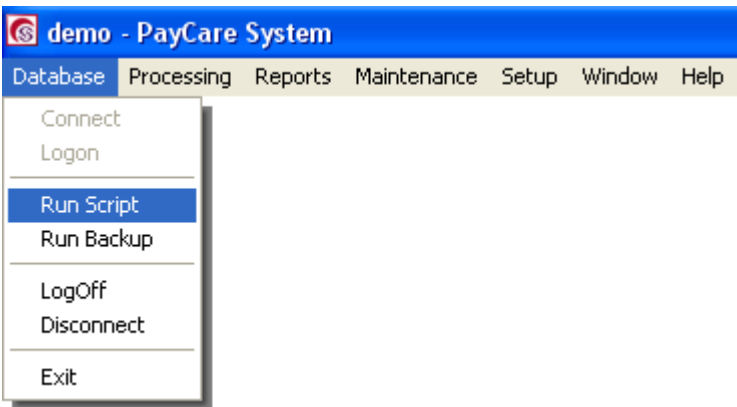 demo - PayCare System
Database Processing Reports Maintenance Setup Window Help
Connect
Logon
Run Script
Run Backup
LogOff
Disconnect
Exit